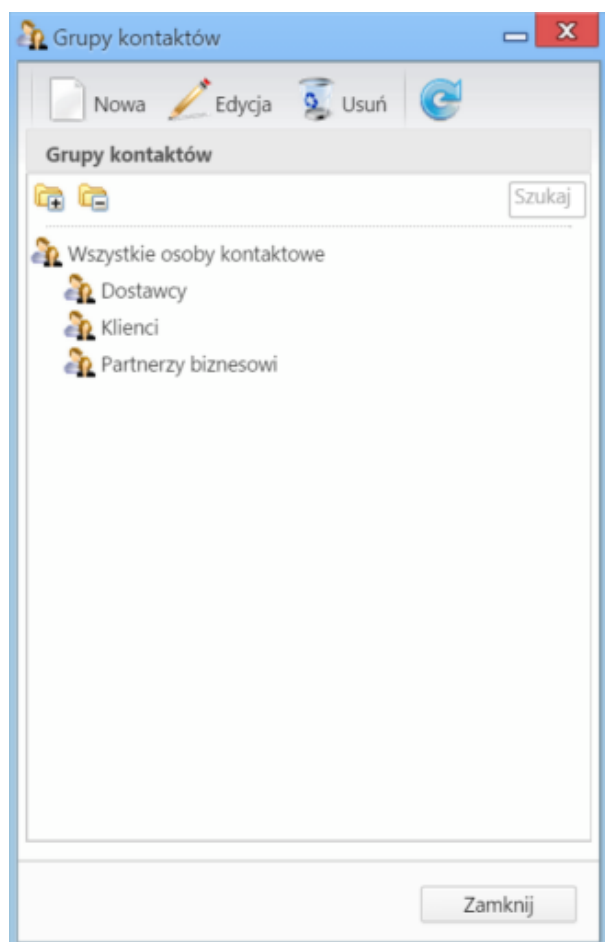 Grupy kontaktów
Nowa Edycja Usuń
Grupy kontaktów
Szukaj
Wszystkie osoby kontaktowe
Dostawcy
Klienci
Partnerzy biznesowi
Zamknij